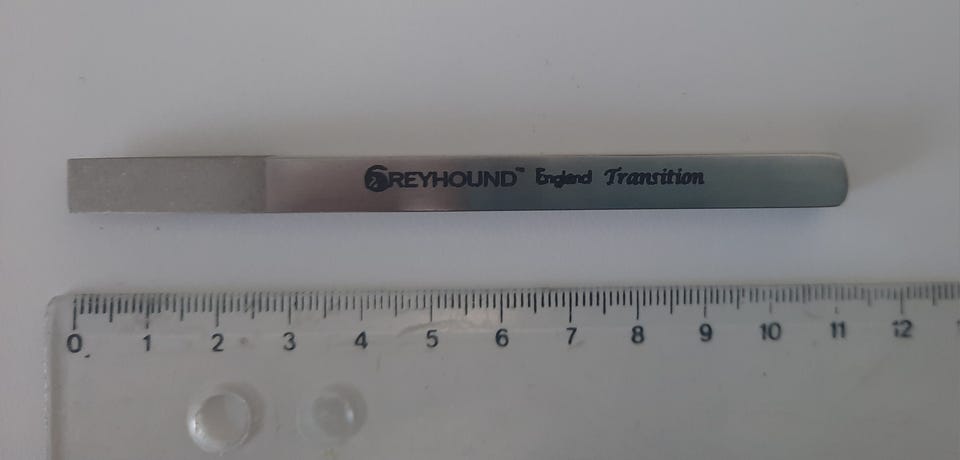 GREYHOUND™ England Transition
0 1 2 3 4 5 6 7 8 9 10 11 12